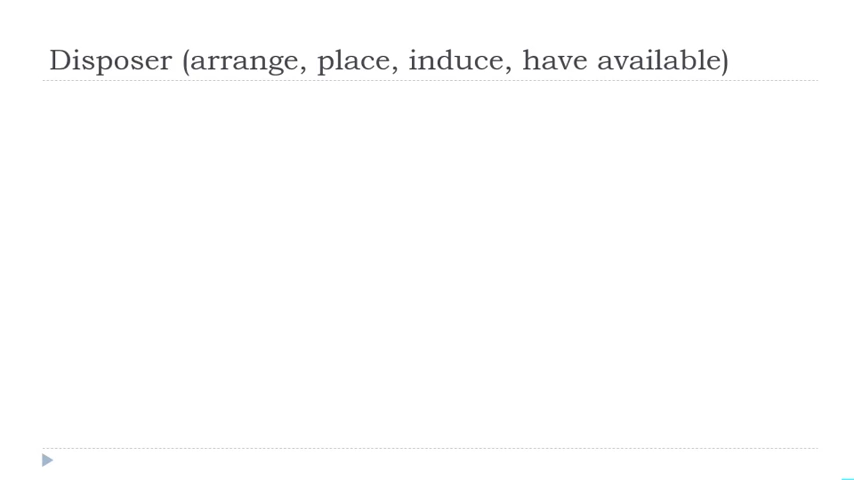 Disposer (arrange, place, induce, have available)